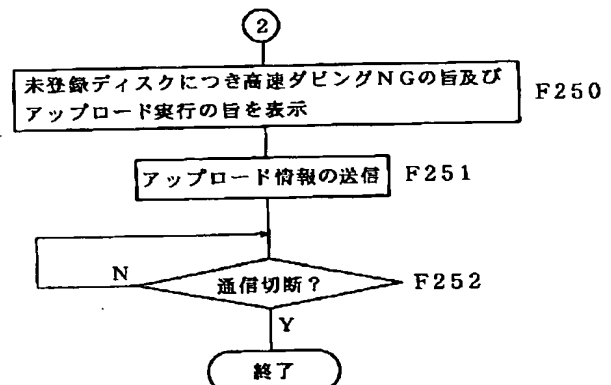 2
未登録ディスクにつき高速ダビングNGの旨及び
アップロード実行の旨を表示
F250
アップロード情報の送信
F251
N
通信切断?
F252
Y
終了